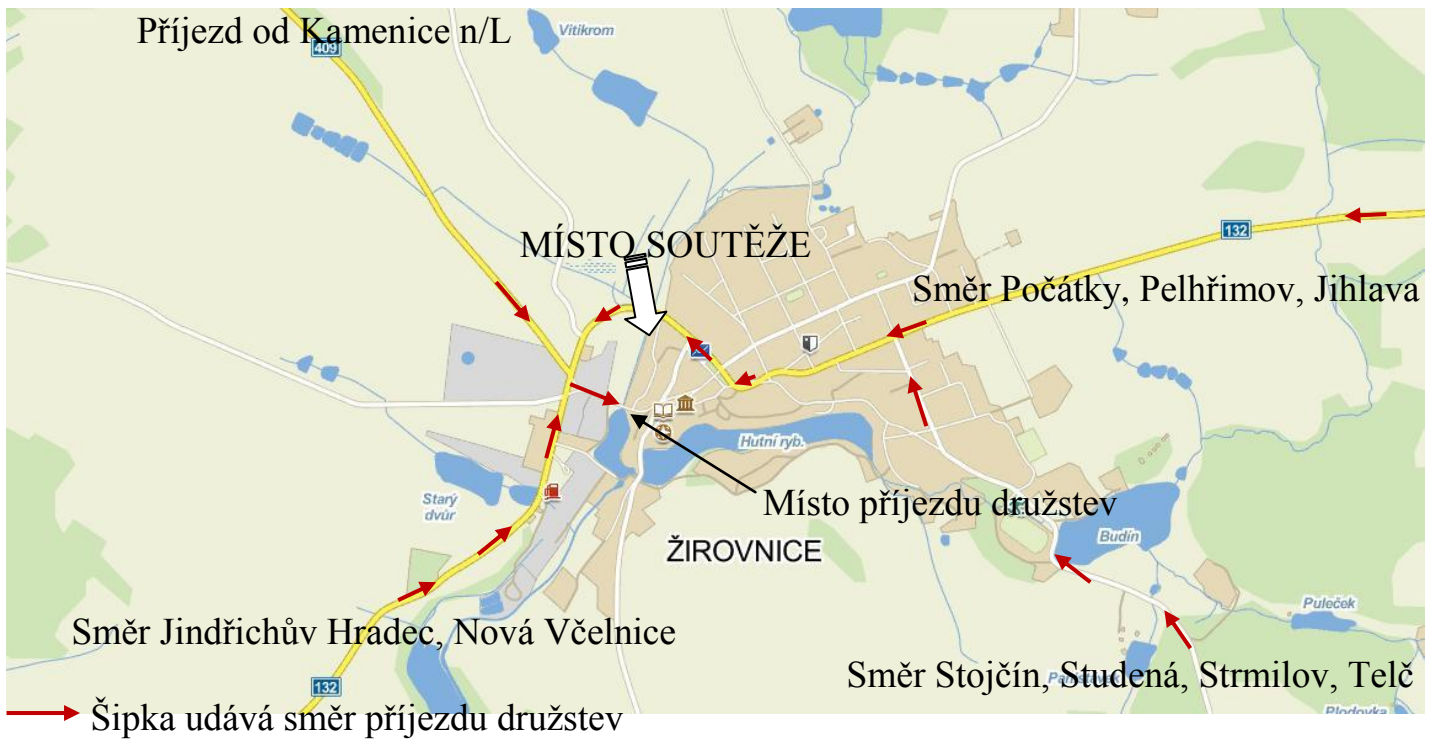 Příjezd od Kamenice n/L
Vitikrom
409
132
MÍSTO SOUTĚŽE
Směr Počátky, Pelhřimov, Jihlava
Hutní ryb.
Starý
dvůr
Místo příjezdu družstev
Budín
ŽIROVNICE
Puleček
Směr Jindřichův Hradec, Nová Včelnice
Směr Stojčín, Studená, Strmilov, Telč
132
Plodovka
Šipka udává směr příjezdu družstev